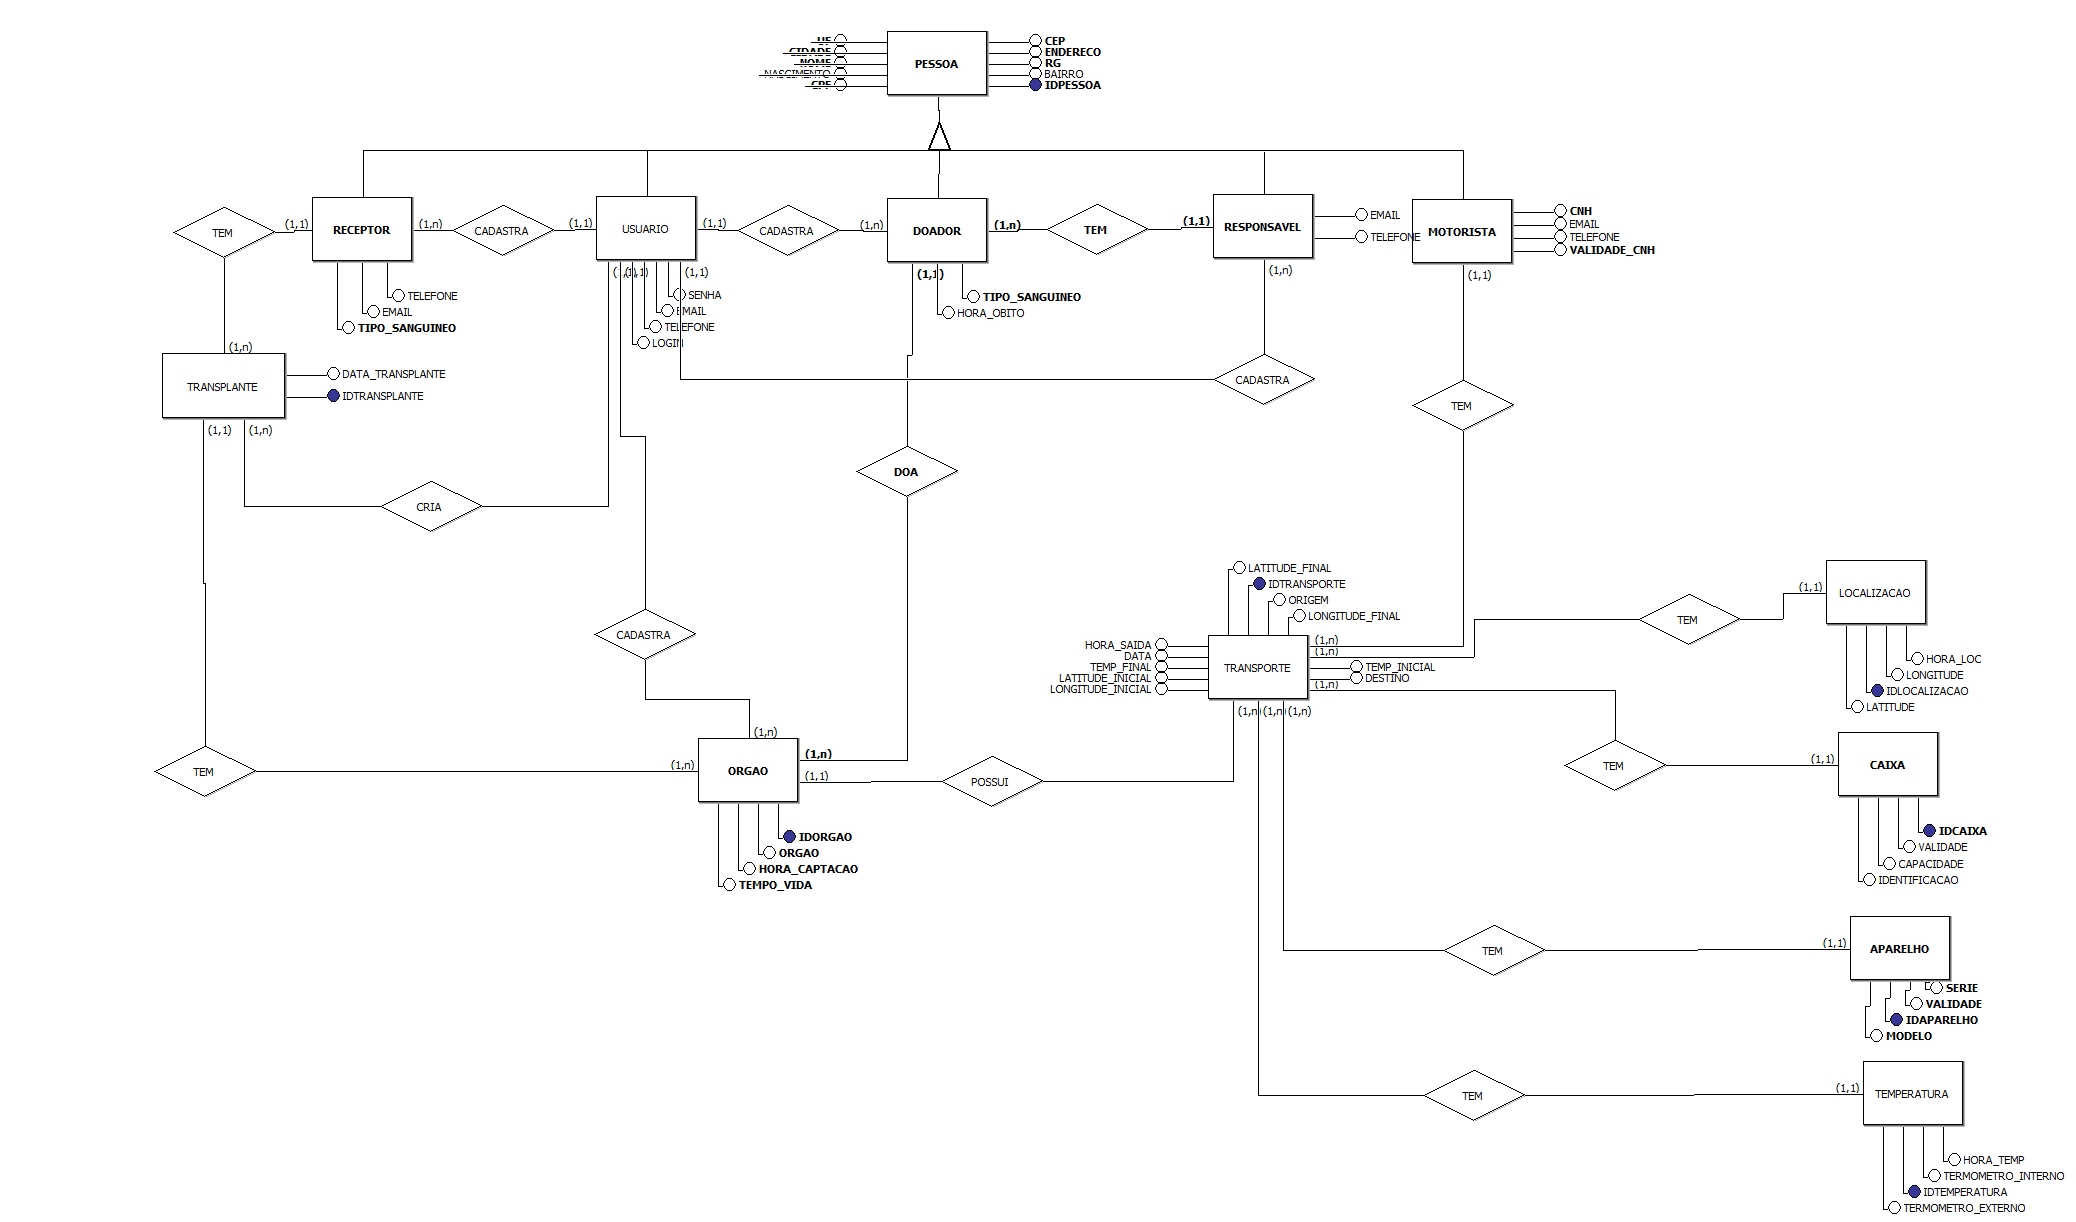 UF
CIDADE
NOME
NASCIMENTO
CPF
PESSOA
CEP
ENDERECO
RG
BAIRRO
IDPESSOA
TEM
(1,1)
RECEPTOR
(1,n)
CADASTRA
(1,1)
USUARIO
(1,1)
CADASTRA
(1,n)
DOADOR
(1,n)
TEM
(1,1)
RESPONSAVEL
EMAIL
TELEFONE
MOTORISTA
CNH
EMAIL
TELEFONE
VALIDADE_CNH
TELEFONE
EMAIL
TIPO_SANGUINEO
(1,1)
(1,1)
SENHA
EMAIL
TELEFONE
LOGIN
(1,1)
TIPO_SANGUINEO
HORA_OBITO
(1,n)
(1,1)
(1,n)
TRANSPLANTE
DATA_TRANSPLANTE
IDTRANSPLANTE
(1,1)
(1,n)
CADASTRA
TEM
DOA
CRIA
CADASTRA
LATITUDE_FINAL
IDTRANSPORTE
ORIGEM
LONGITUDE_FINAL
HORA_SAIDA
DATA
TEMP_FINAL
LATITUDE_INICIAL
LONGITUDE_INICIAL
TRANSPORTE
(1,n)
(1,n)
TEMP_INICIAL
DESTINO
(1,n)
(1,n)
(1,n)
(1,n)
TEM
(1,1)
LOCALIZACAO
HORA_LOC
LONGITUDE
IDLOCALIZACAO
LATITUDE
TEM
(1,n)
(1,n)
ORGAO
(1,n)
(1,1)
POSSUI
IDORGAO
ORGAO
HORA_CAPTACAO
TEMPO_VIDA
TEM
(1,1)
CAIXA
IDCAIXA
VALIDADE
CAPACIDADE
IDENTIFICACAO
TEM
(1,1)
APARELHO
SERIE
VALIDADE
IDAPARELHO
MODELO
TEM
(1,1)
TEMPERATURA
HORA_TEMP
TERMOMETRO_INTERNO
IDTEMPERATURA
TERMOMETRO_EXTERNO